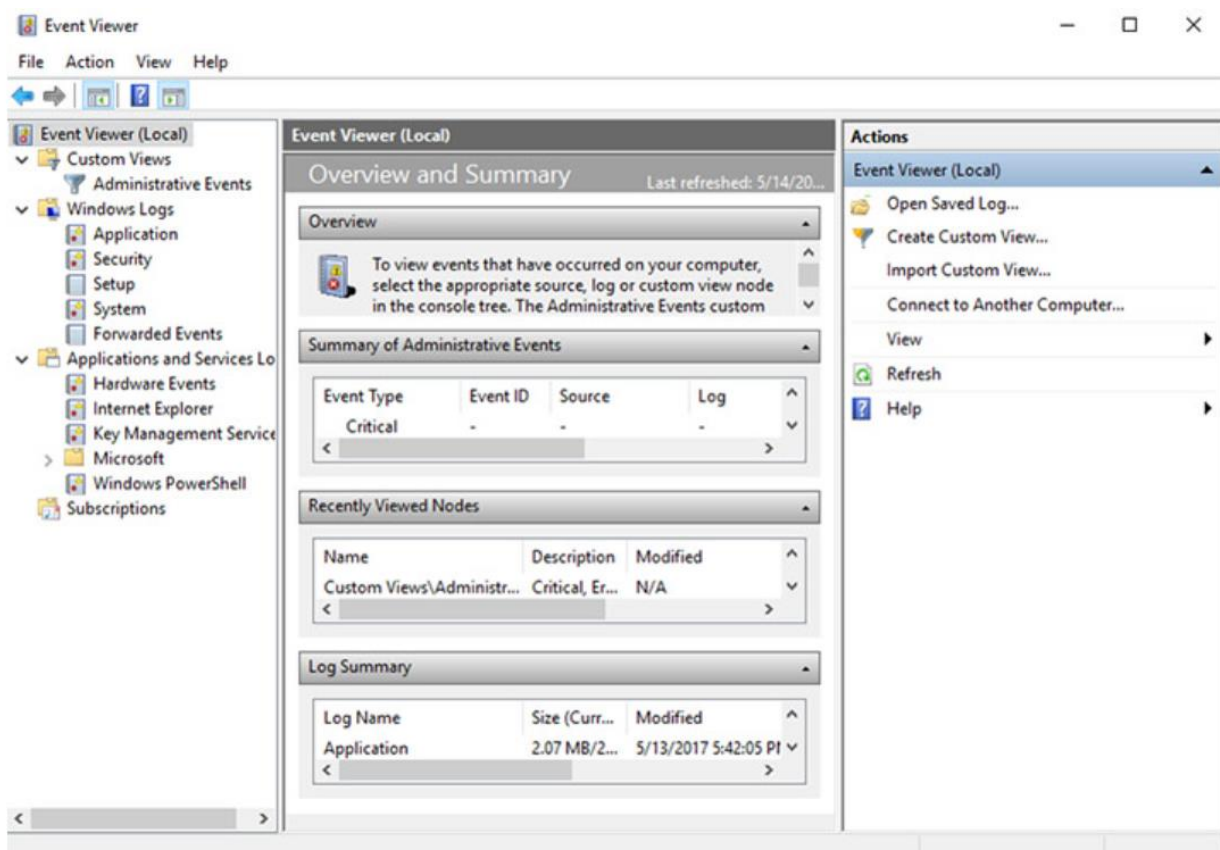 Event Viewer
File Action View Help
Event Viewer (Local)
Custom Views
Administrative Events
Windows Logs
Application
Security
Setup
System
Forwarded Events
Applications and Services Lo
Hardware Events
Internet Explorer
Key Management Service
Microsoft
Windows PowerShell
Subscriptions
Event Viewer (Local)
Overview and Summary Last refreshed: 5/14/20...
Overview
To view events that have occurred on your computer,
select the appropriate source, log or custom view node
in the console tree. The Administrative Events custom
Summary of Administrative Events
Event Type Event ID Source Log
Critical - - -
Recently Viewed Nodes
Name Description Modified
Custom Views\Administr... Critical, Er... N/A
Log Summary
Log Name Size (Curr... Modified
Application 2.07 MB/2... 5/13/2017 5:42:05 PM
Actions
Event Viewer (Local)
Open Saved Log...
Create Custom View...
Import Custom View...
Connect to Another Computer...
View
Refresh
Help